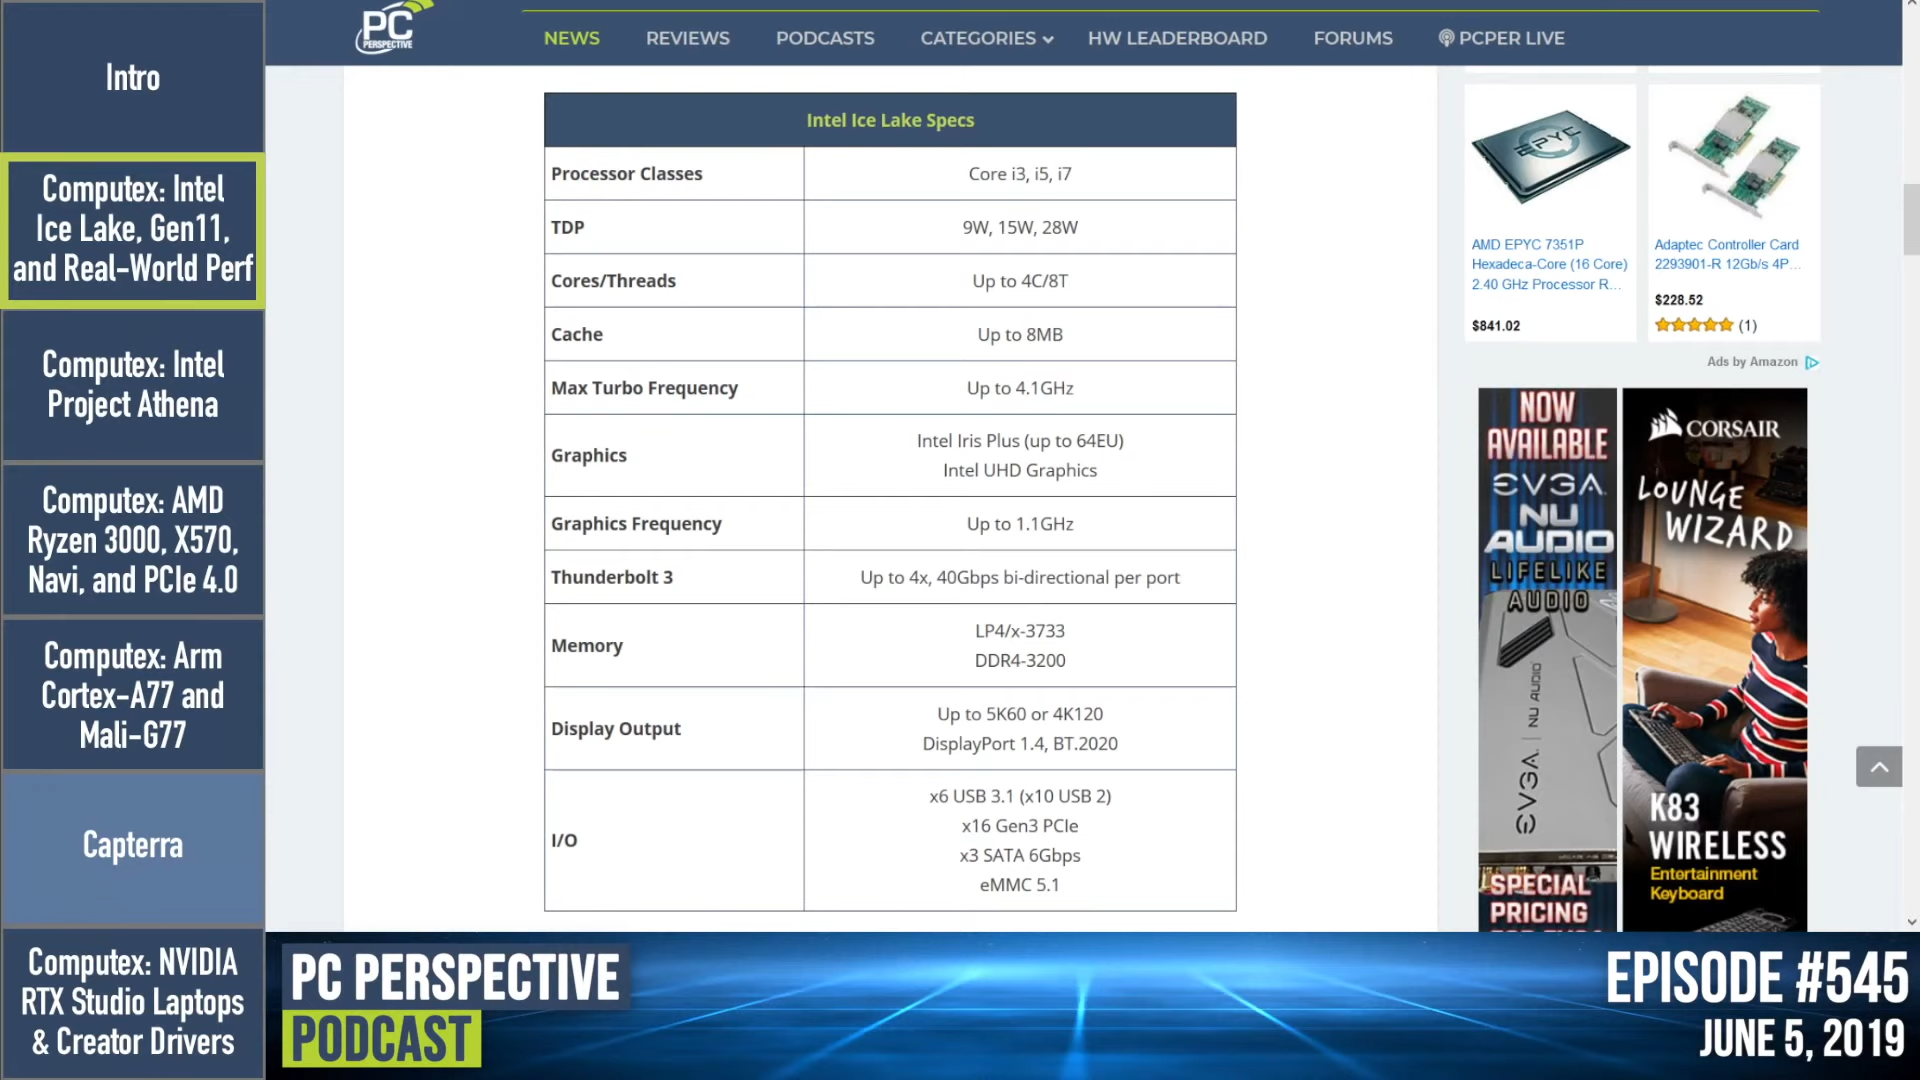 Intro
Computex: Intel
Ice Lake, Gen11,
and Real-World Perf
Computex: Intel
Project Athena
Computex: AMD
Ryzen 3000, X570,
Navi, and PCIe 4.0
Computex: Arm
Cortex-A77 and
Mali-G77
Capterra
Computex: NVIDIA
RTX Studio Laptops
& Creator Drivers
PC
PERSPECTIVE
NEWS REVIEWS PODCASTS CATEGORIES HW LEADERBOARD FORUMS PCPER LIVE
Intel Ice Lake Specs
Processor Classes Core i3, i5, i7
TDP 9W, 15W, 28W
Cores/Threads Up to 4C/8T
Cache Up to 8MB
Max Turbo Frequency Up to 4.1GHz
Graphics Intel Iris Plus (up to 64EU)
Intel UHD Graphics
Graphics Frequency Up to 1.1GHz
Thunderbolt 3 Up to 4x, 40Gbps bi-directional per port
Memory LP4/x-3733
DDR4-3200
Display Output Up to 5K60 or 4K120
DisplayPort 1.4, BT.2020
I/O x6 USB 3.1 (x10 USB 2)
x16 Gen3 PCIe
x3 SATA 6Gbps
eMMC 5.1
EPYC
AMD EPYC 7351P
Hexadeca-Core (16 Core)
2.40 GHz Processor R...
$841.02
Adaptec Controller Card
2293901-R 12Gb/s 4P...
$228.52
(1)
Ads by Amazon
NOW
AVAILABLE
EVGA
NU
AUDIO
LIFELIKE
AUDIO
EVGA | NU AUDIO
SPECIAL
PRICING
CORSAIR
LOUNGE
WIZARD
K83
WIRELESS
Entertainment
Keyboard
PC PERSPECTIVE
PODCAST
EPISODE #545
JUNE 5, 2019